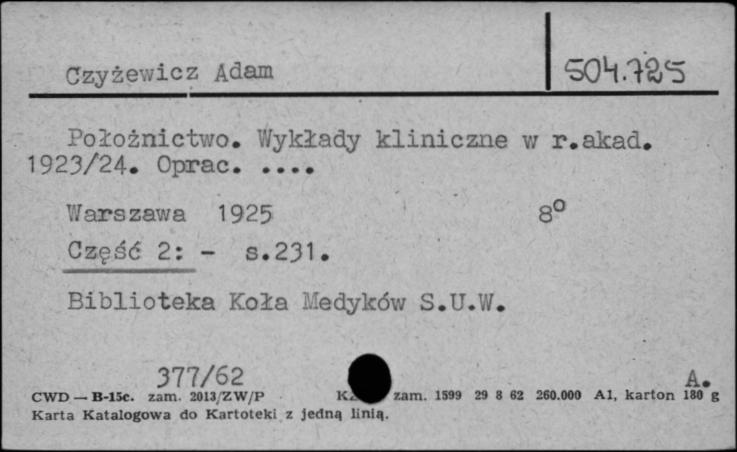 Czyżewicz Adam
504.725
Położnictwo. Wykłady kliniczne w r.akad.
1923/24. Oprac. ....
Warszawa 1925 8°
Część 2: - s.231.
Biblioteka Koła Medyków S.U.W.
377/62 A.
CWD — B-15c. zam. 2013/ZW/P zam. 1599 29 8 62 260.000 A1, karton 180 g
Karta Katalogowa do Kartoteki z jedną linią.